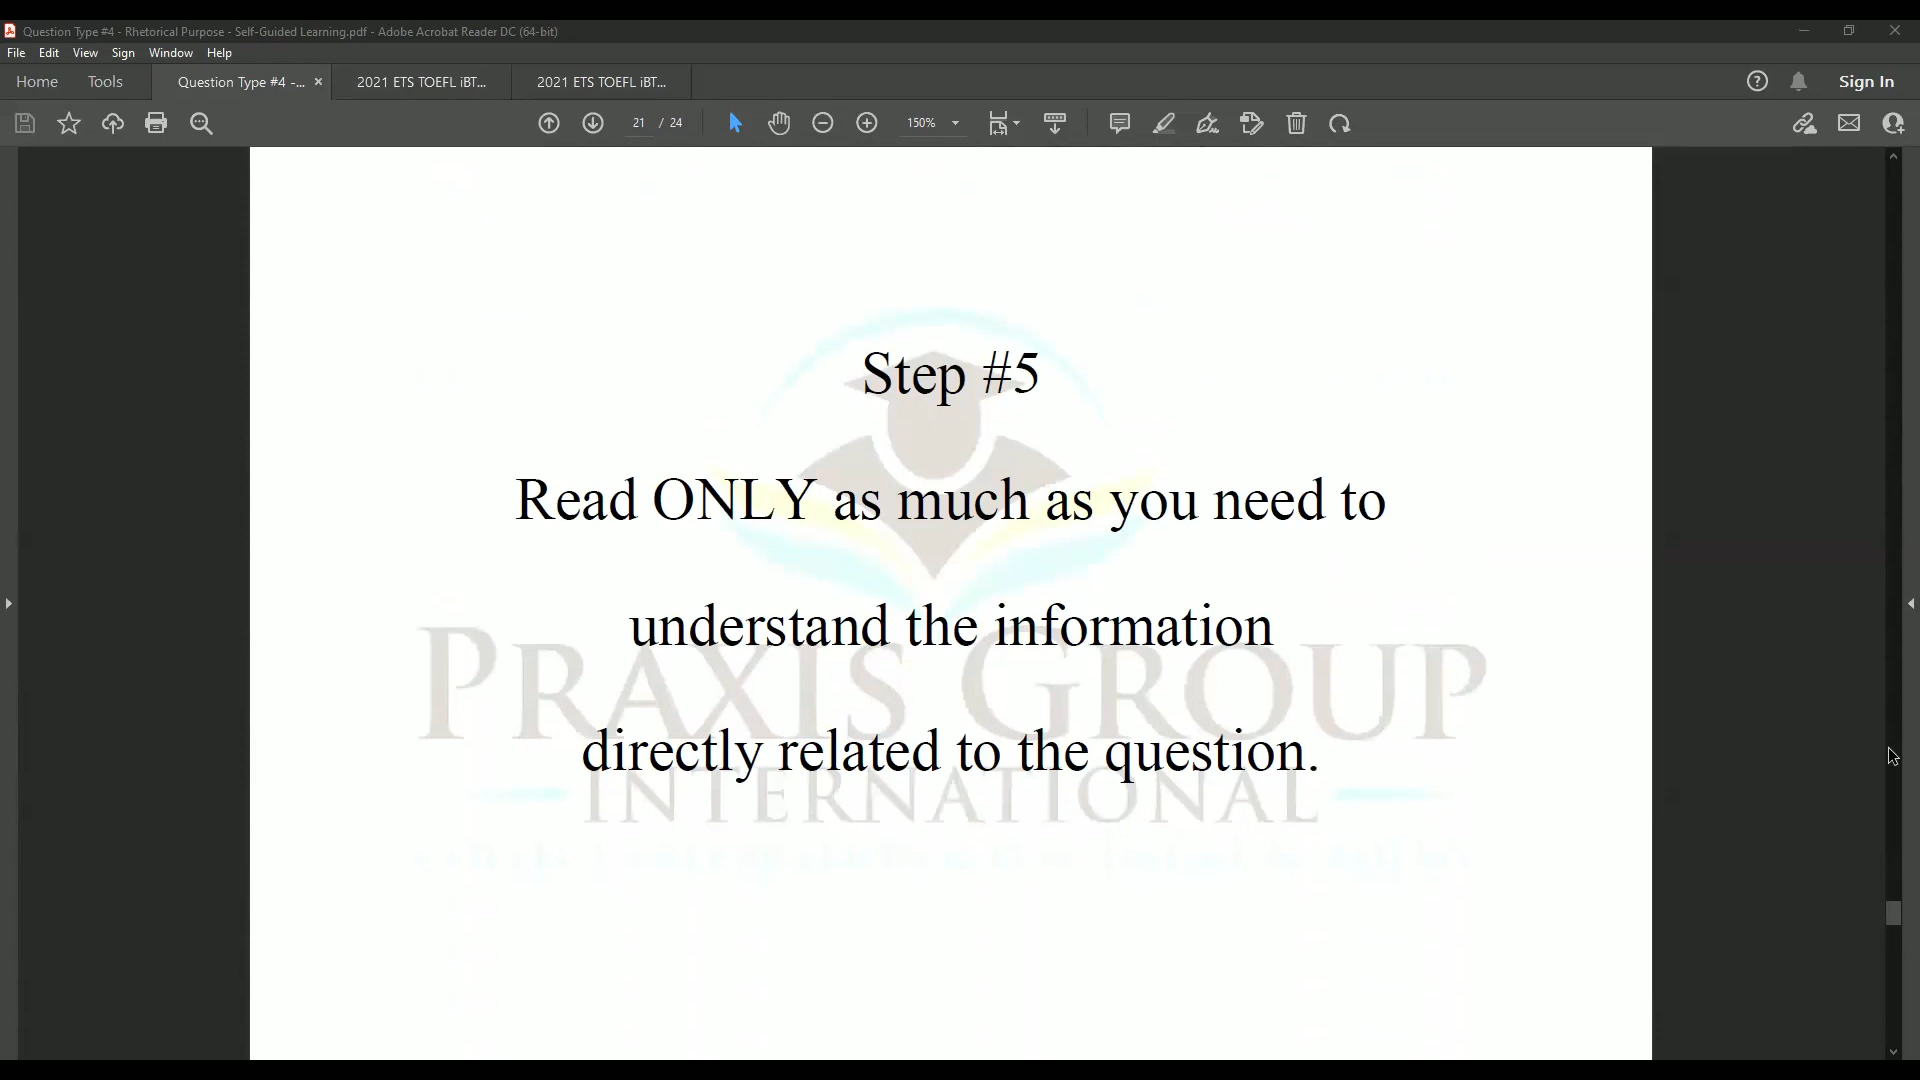 Question Type #4 - Rhetorical Purpose - Self-Guided Learning.pdf - Adobe Acrobat Reader DC (64-bit)
File Edit View Sign Window Help
Home Tools Question Type #4 -... × 2021 ETS TOEFL iBT... 2021 ETS TOEFL iBT... Sign In
21 / 24 150%
Step #5
Read ONLY as much as you need to
understand the information
directly related to the question.
PRAXIS GROUP
INTERNATIONAL